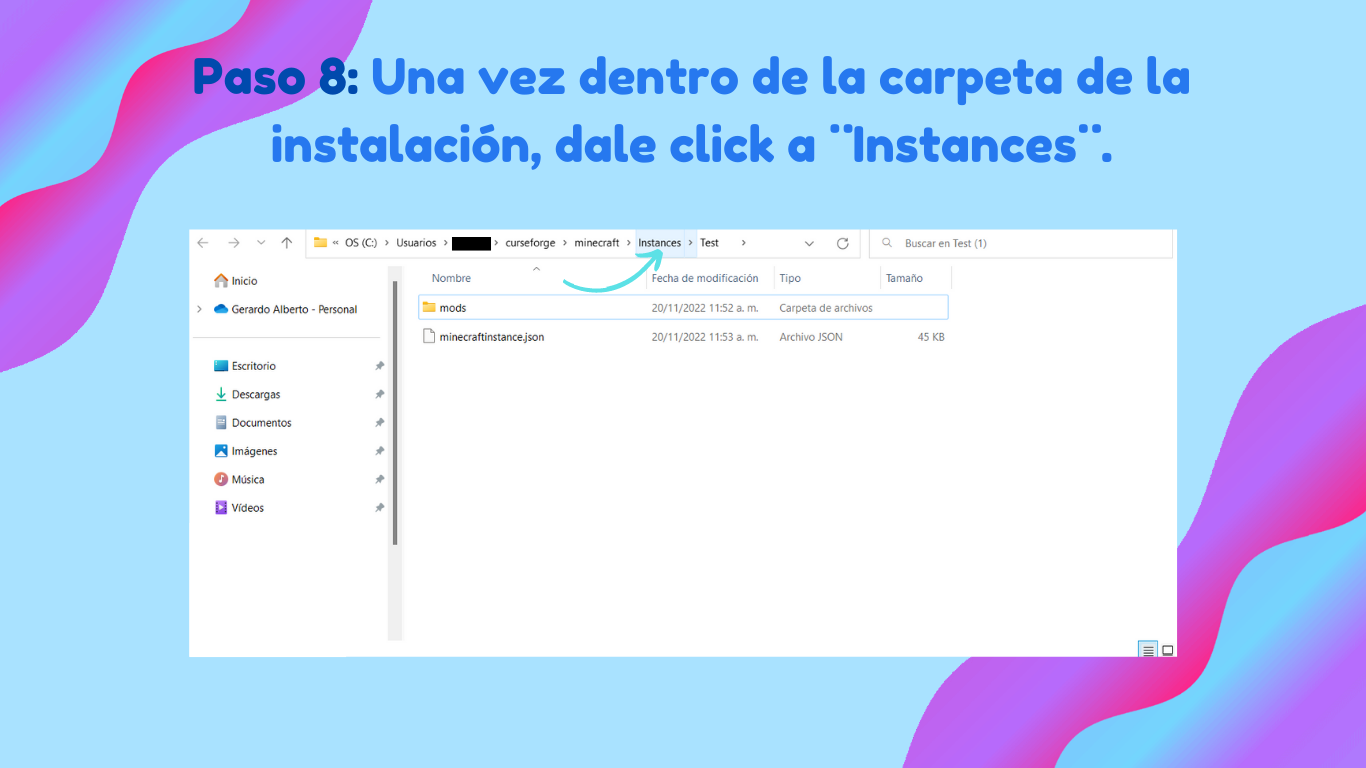 Paso 8: Una vez dentro de la carpeta de la
instalación, dale click a ¨Instances¨.
« OS (C:) > Usuarios > > curseforge > minecraft > Instances > Test >
Buscar en Test (1)
Inicio
Gerardo Alberto - Personal
Escritorio
Descargas
Documentos
Imágenes
Música
Vídeos
Nombre Fecha de modificación Tipo Tamaño
mods 20/11/2022 11:52 a. m. Carpeta de archivos
minecraftinstance.json 20/11/2022 11:53 a. m. Archivo JSON 45 KB